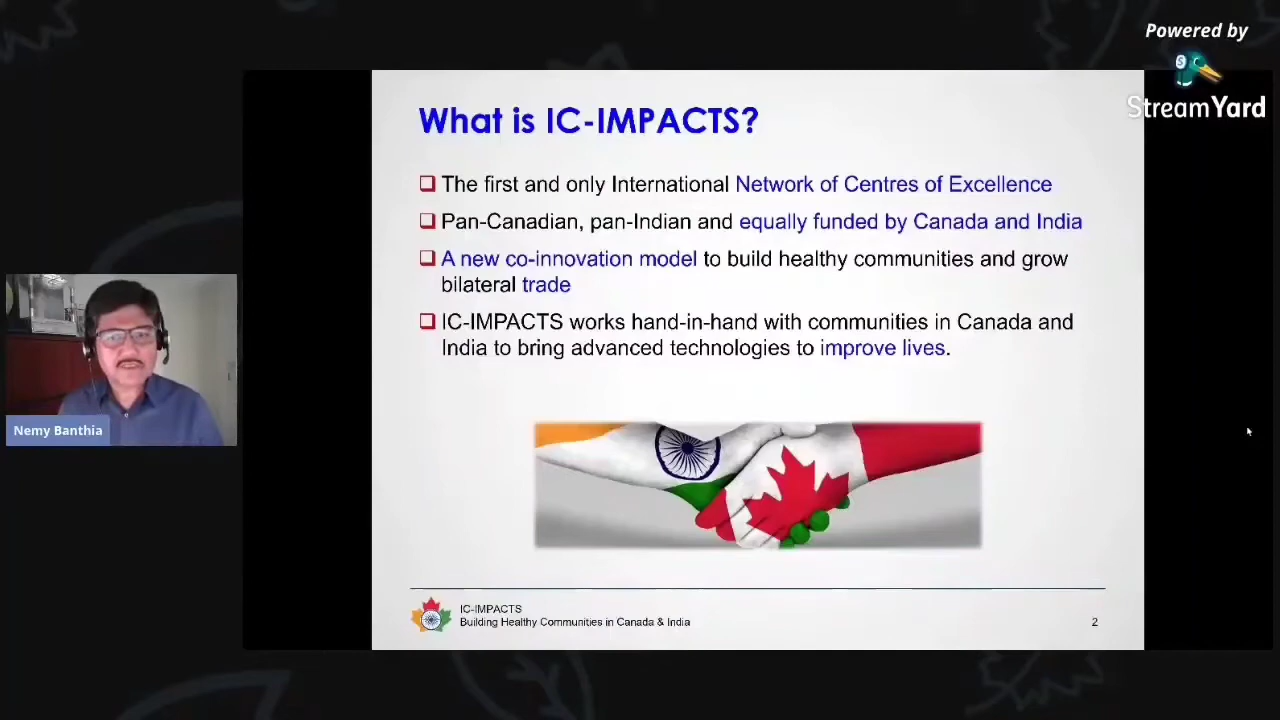 Powered by
StreamYard
What is IC-IMPACTS?
The first and only International Network of Centres of Excellence
Pan-Canadian, pan-Indian and equally funded by Canada and India
A new co-innovation model to build healthy communities and grow
bilateral trade
IC-IMPACTS works hand-in-hand with communities in Canada and
India to bring advanced technologies to improve lives.
Nemy Banthia
IC-IMPACTS
Building Healthy Communities in Canada & India
2